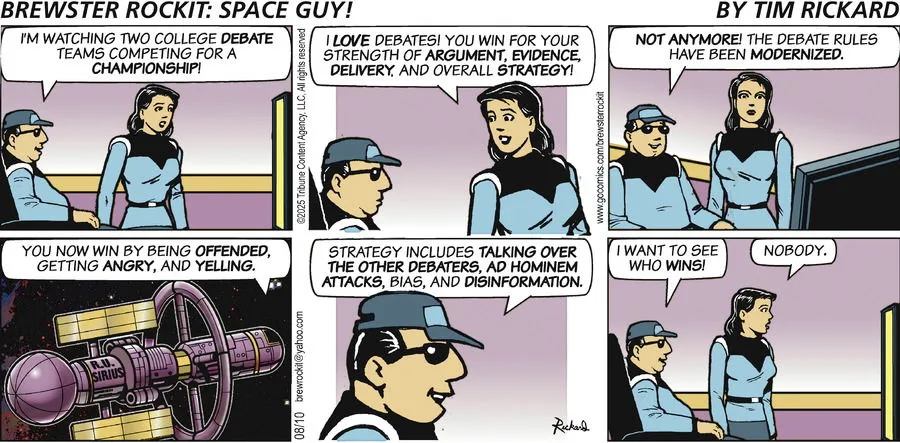 BREWSTER ROCKIT: SPACE GUY!
BY TIM RICKARD
I'M WATCHING TWO COLLEGE DEBATE
TEAMS COMPETING FOR A
CHAMPIONSHIP!
©2025 Tribune Content Agency, LLC. All rights reserved
I LOVE DEBATES! YOU WIN FOR YOUR
STRENGTH OF ARGUMENT, EVIDENCE,
DELIVERY, AND OVERALL STRATEGY!
www.gocomics.com/brewsterrockit
NOT ANYMORE! THE DEBATE RULES
HAVE BEEN MODERNIZED.
YOU NOW WIN BY BEING OFFENDED,
GETTING ANGRY, AND YELLING.
R.U.
SIRIUS
08/10 brewrockit@yahoo.com
STRATEGY INCLUDES TALKING OVER
THE OTHER DEBATERS, AD HOMINEM
ATTACKS, BIAS, AND DISINFORMATION.
Rickard
I WANT TO SEE
WHO WINS!
NOBODY.